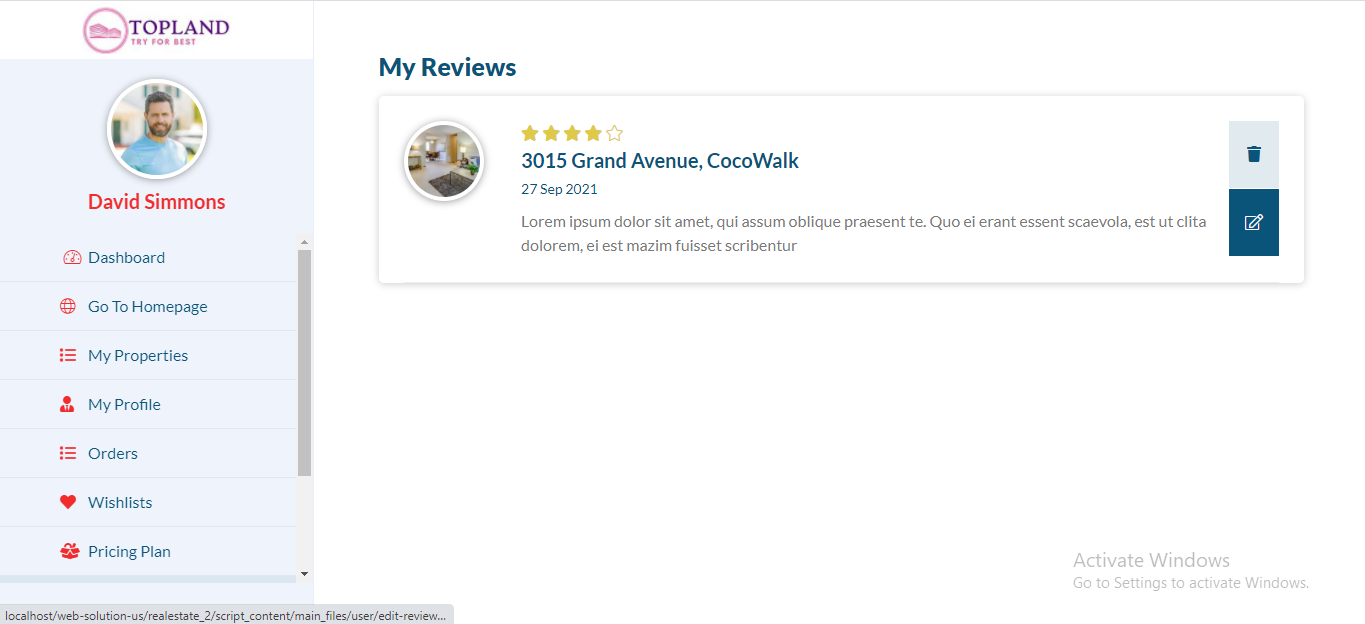 TOPLAND
TRY FOR BEST
David Simmons
Dashboard
Go To Homepage
My Properties
My Profile
Orders
Wishlists
Pricing Plan
My Reviews
3015 Grand Avenue, CocoWalk
27 Sep 2021
Lorem ipsum dolor sit amet, qui assum oblique praesent te. Quo ei erant essent scaevola, est ut clita
dolorem, ei est mazim fuisset scribentur
Activate Windows
Go to Settings to activate Windows.
localhost/web-solution-us/realestate_2/script_content/main_files/user/edit-review...